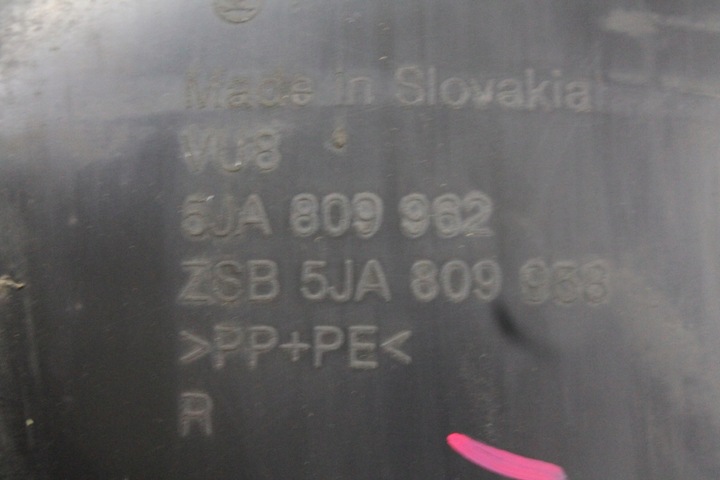 Made in Slovakia
VU8
5JA 809 962
ZSB 5JA 809 958
>PP+PE<
R